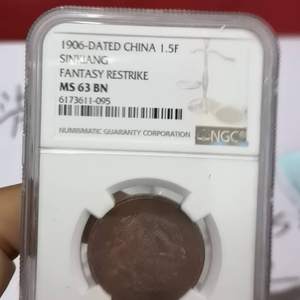 1906-DATED CHINA 1.5F
SINKIANG
FANTASY RESTRIKE
MS 63 BN
6173611-095
NUMISMATIC GUARANTY CORPORATION
NGC